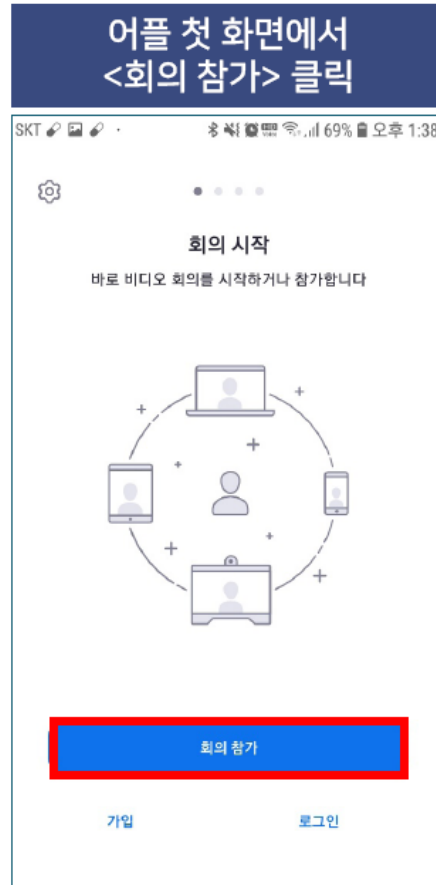 어플 첫 화면에서
<회의 참가> 클릭
SKT 69% 오후 1:38
회의 시작
바로 비디오 회의를 시작하거나 참가합니다
회의 참가
가입 로그인